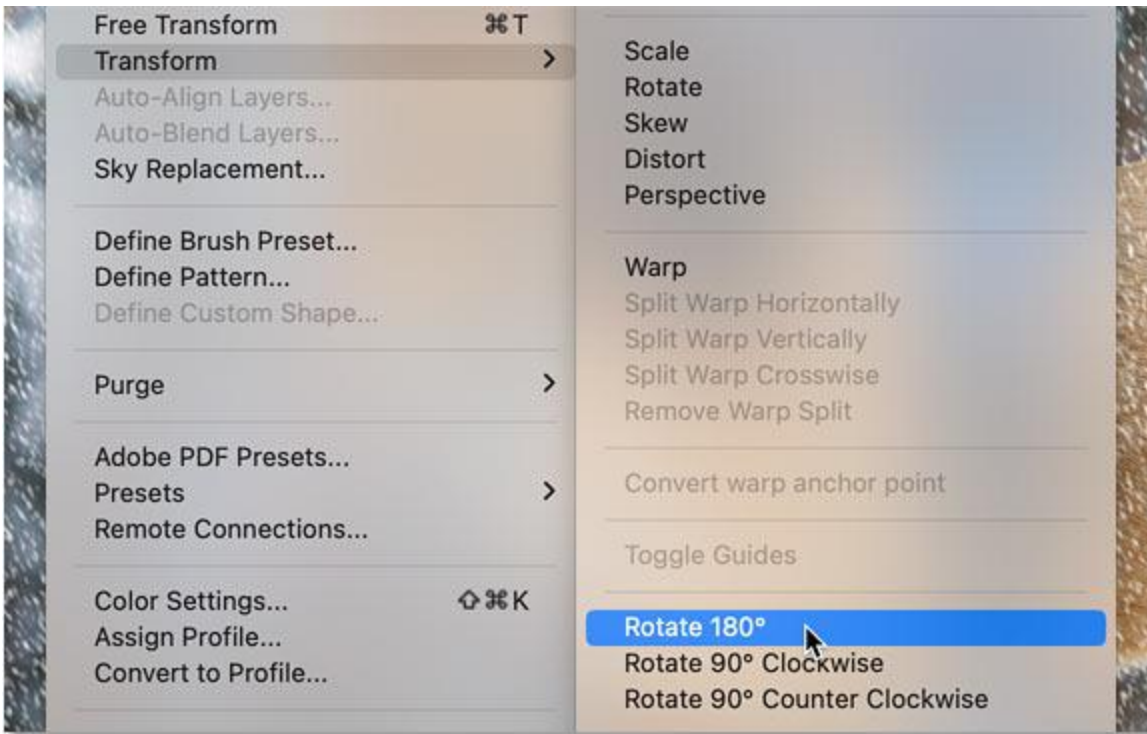 Free Transform ⌘T
Transform >
Auto-Align Layers...
Auto-Blend Layers...
Sky Replacement...
Define Brush Preset...
Define Pattern...
Define Custom Shape...
Purge >
Adobe PDF Presets...
Presets >
Remote Connections...
Color Settings... ⇧⌘K
Assign Profile...
Convert to Profile...
Scale
Rotate
Skew
Distort
Perspective
Warp
Split Warp Horizontally
Split Warp Vertically
Split Warp Crosswise
Remove Warp Split
Convert warp anchor point
Toggle Guides
Rotate 180°
Rotate 90° Clockwise
Rotate 90° Counter Clockwise